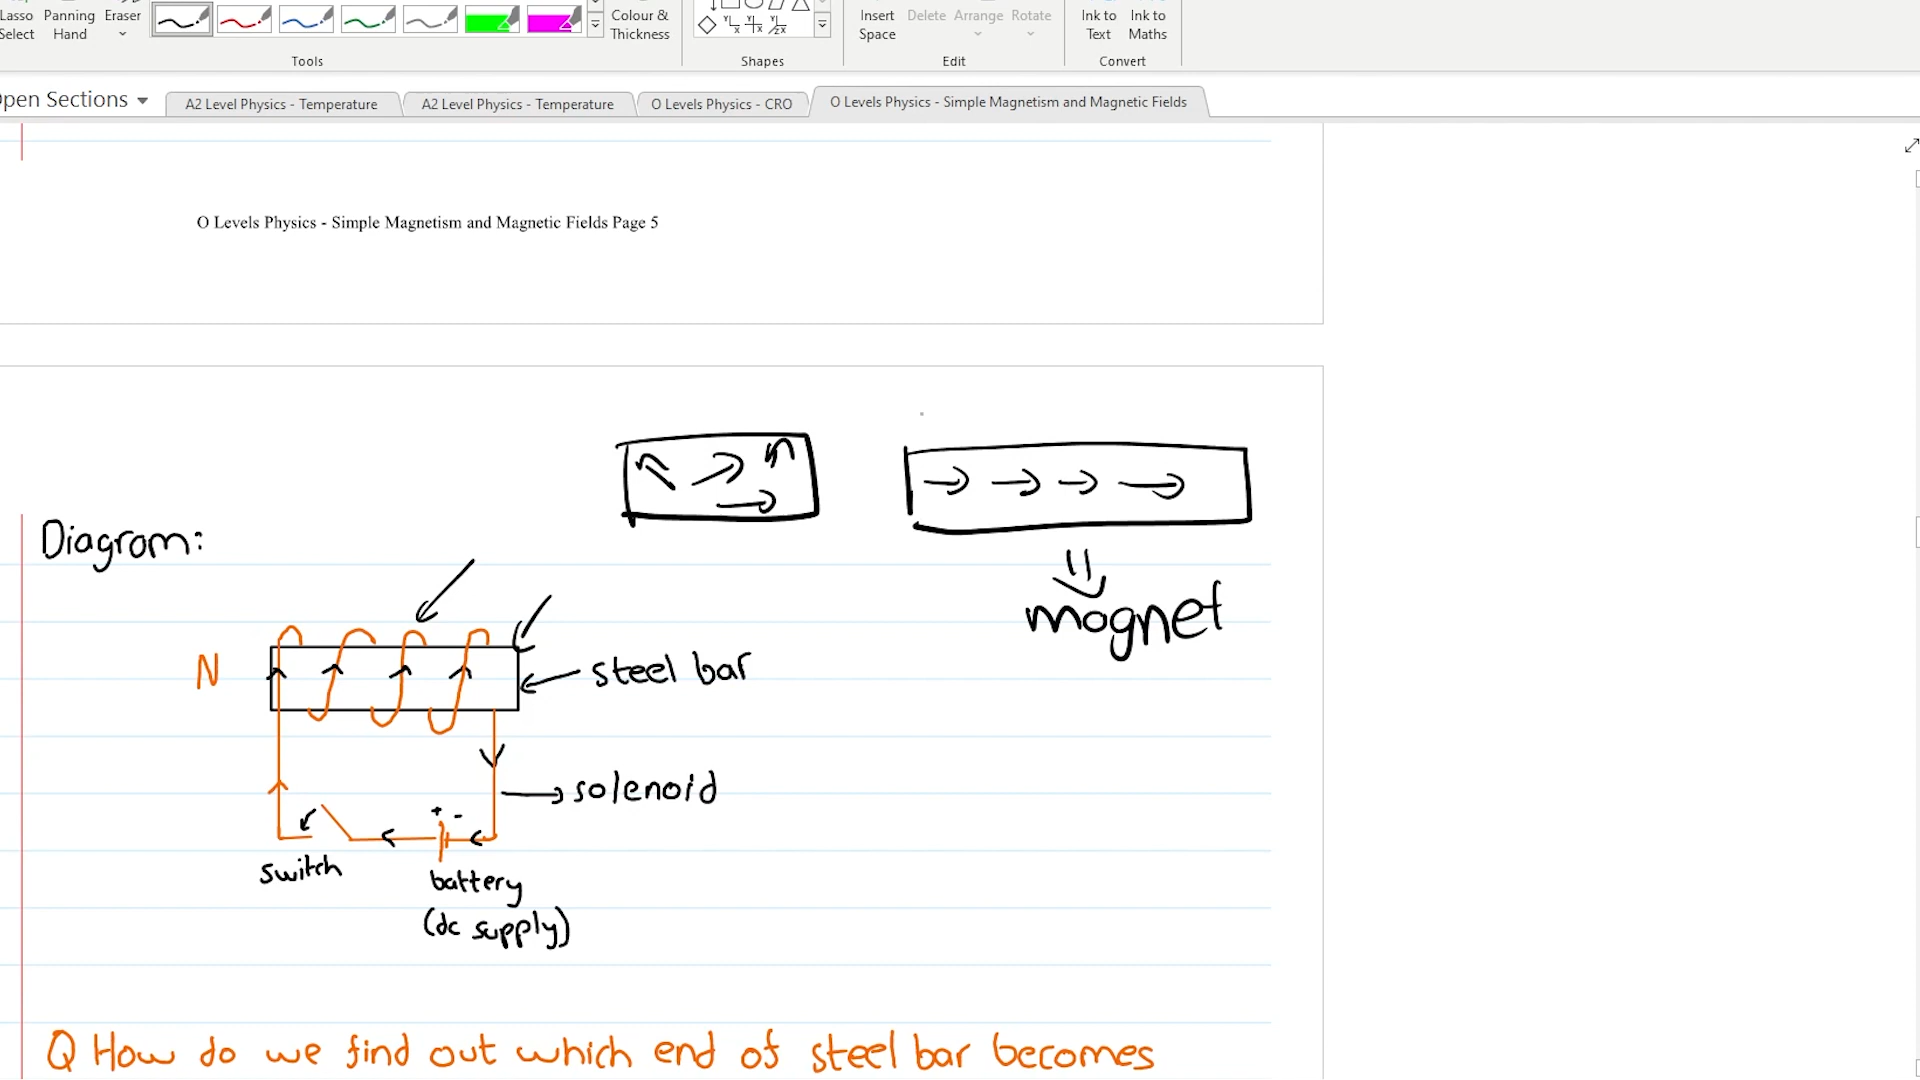 Lasso Select
Panning Hand
Eraser
Colour & Thickness
Insert Space
Delete
Arrange
Rotate
Ink to Text
Ink to Maths
Tools
Shapes
Edit
Convert
Open Sections
A2 Level Physics - Temperature
A2 Level Physics - Temperature
O Levels Physics - CRO
O Levels Physics - Simple Magnetism and Magnetic Fields
O Levels Physics - Simple Magnetism and Magnetic Fields Page 5
Diagram:
magnet
N
steel bar
solenoid
+ -
switch
battery
(dc supply)
Q How do we find out which end of steel bar becomes